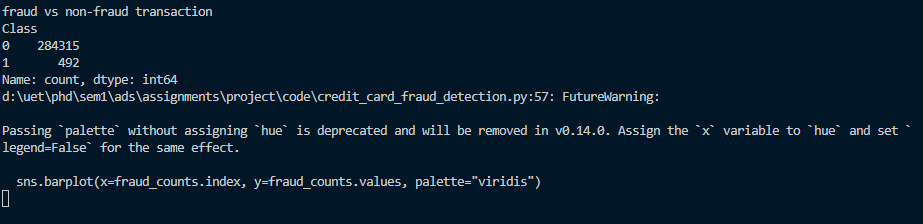 fraud vs non-fraud transaction
Class
0    284315
1       492
Name: count, dtype: int64
d:\uet\phd\sem1\ads\assignments\project\code\credit_card_fraud_detection.py:57: FutureWarning:
Passing `palette` without assigning `hue` is deprecated and will be removed in v0.14.0. Assign the `x` variable to `hue` and set `
legend=False` for the same effect.
  sns.barplot(x=fraud_counts.index, y=fraud_counts.values, palette="viridis")